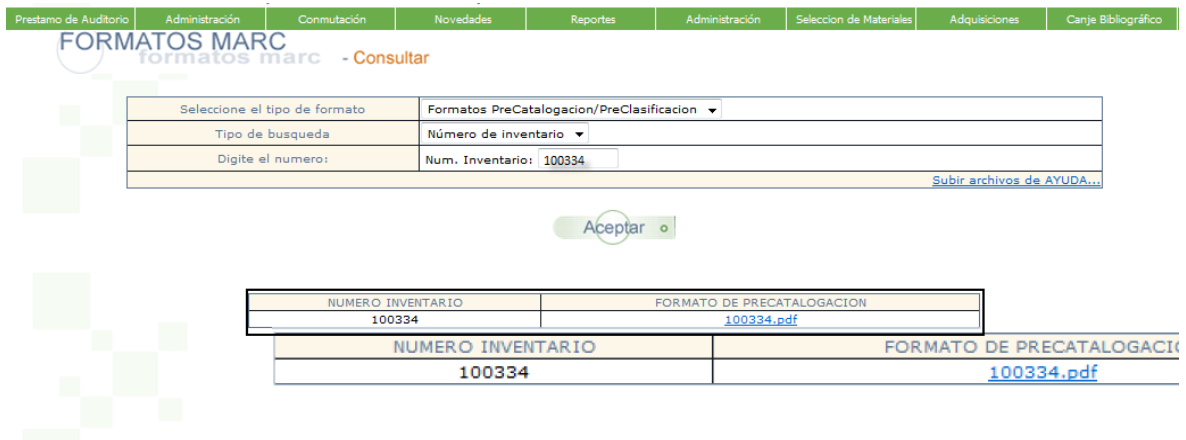 Prestamo de Auditorio Administración Conmutación Novedades Reportes Administración Seleccion de Materiales Adquisiciones Canje Bibliográfico
FORMATOS MARC
formatos marc - Consultar
Seleccione el tipo de formato Formatos PreCatalogacion/PreClasificacion
Tipo de busqueda Número de inventario
Digite el numero: Num. Inventario: 100334
Subir archivos de AYUDA...
Aceptar
NUMERO INVENTARIO FORMATO DE PRECATALOGACION
100334 100334.pdf
NUMERO INVENTARIO FORMATO DE PRECATALOGACI
100334 100334.pdf